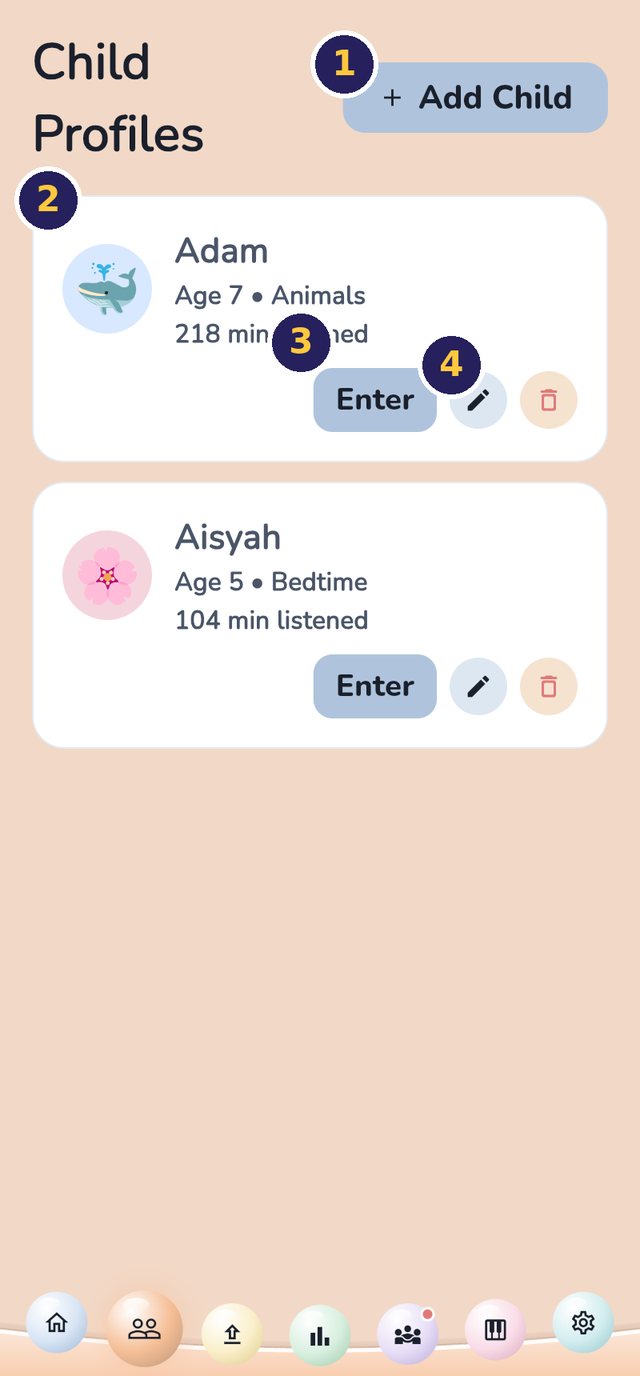 Child
Profiles
1
+ Add Child
2
Adam
Age 7 • Animals
218 min
3
4
Enter
Aisyah
Age 5 • Bedtime
104 min listened
Enter